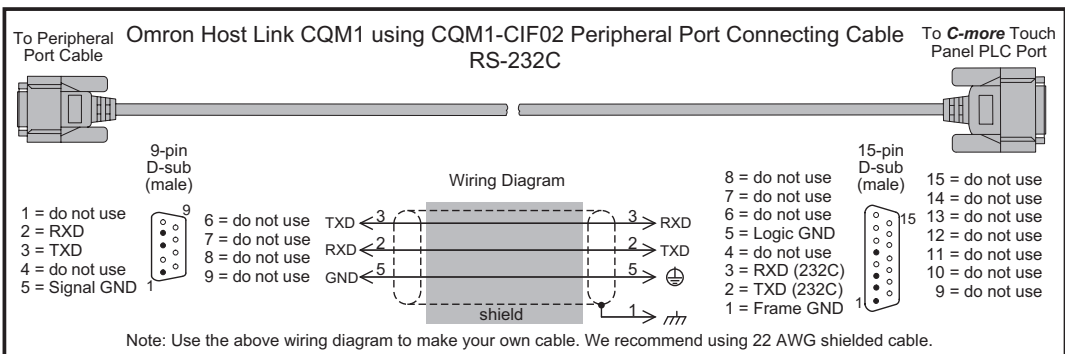 To Peripheral
Port Cable
Omron Host Link CQM1 using CQM1-CIF02 Peripheral Port Connecting Cable
RS-232C
To C-more Touch
Panel PLC Port
9-pin
D-sub
(male)
1 = do not use
2 = RXD
3 = TXD
4 = do not use
5 = Signal GND
9
1
6 = do not use
7 = do not use
8 = do not use
9 = do not use
Wiring Diagram
TXD 3 3 RXD
RXD 2 2 TXD
GND 5 5
shield 1
8 = do not use
7 = do not use
6 = do not use
5 = Logic GND
4 = do not use
3 = RXD (232C)
2 = TXD (232C)
1 = Frame GND
15-pin
D-sub
(male)
15
1
15 = do not use
14 = do not use
13 = do not use
12 = do not use
11 = do not use
10 = do not use
9 = do not use
Note: Use the above wiring diagram to make your own cable. We recommend using 22 AWG shielded cable.